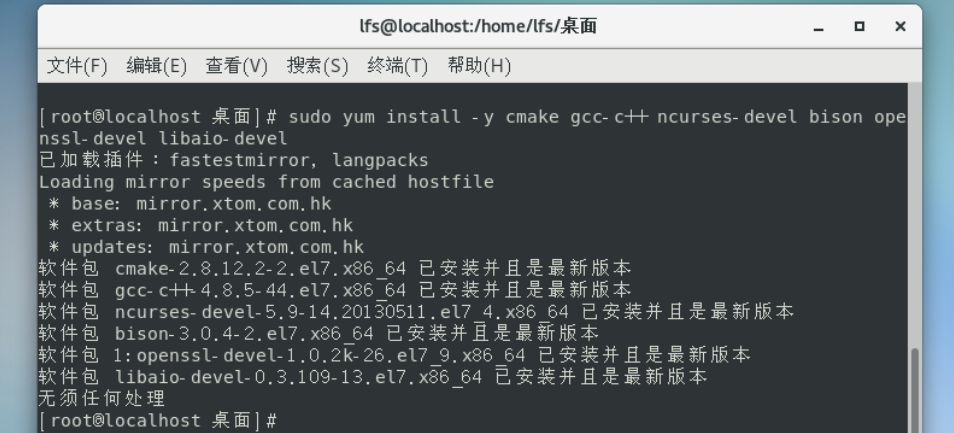 lfs@localhost:/home/lfs/桌面
文件(F) 编辑(E) 查看(V) 搜索(S) 终端(T) 帮助(H)
[root@localhost 桌面]# sudo yum install -y cmake gcc-c++ ncurses-devel bison ope
nssl-devel libaio-devel
已加载插件：fastestmirror, langpacks
Loading mirror speeds from cached hostfile
 * base: mirror.xtom.com.hk
 * extras: mirror.xtom.com.hk
 * updates: mirror.xtom.com.hk
软件包 cmake-2.8.12.2-2.el7.x86_64 已安装并且是最新版本
软件包 gcc-c++-4.8.5-44.el7.x86_64 已安装并且是最新版本
软件包 ncurses-devel-5.9-14.20130511.el7_4.x86_64 已安装并且是最新版本
软件包 bison-3.0.4-2.el7.x86_64 已安装并且是最新版本
软件包 1:openssl-devel-1.0.2k-26.el7_9.x86_64 已安装并且是最新版本
软件包 libaio-devel-0.3.109-13.el7.x86_64 已安装并且是最新版本
无须任何处理
[root@localhost 桌面]#